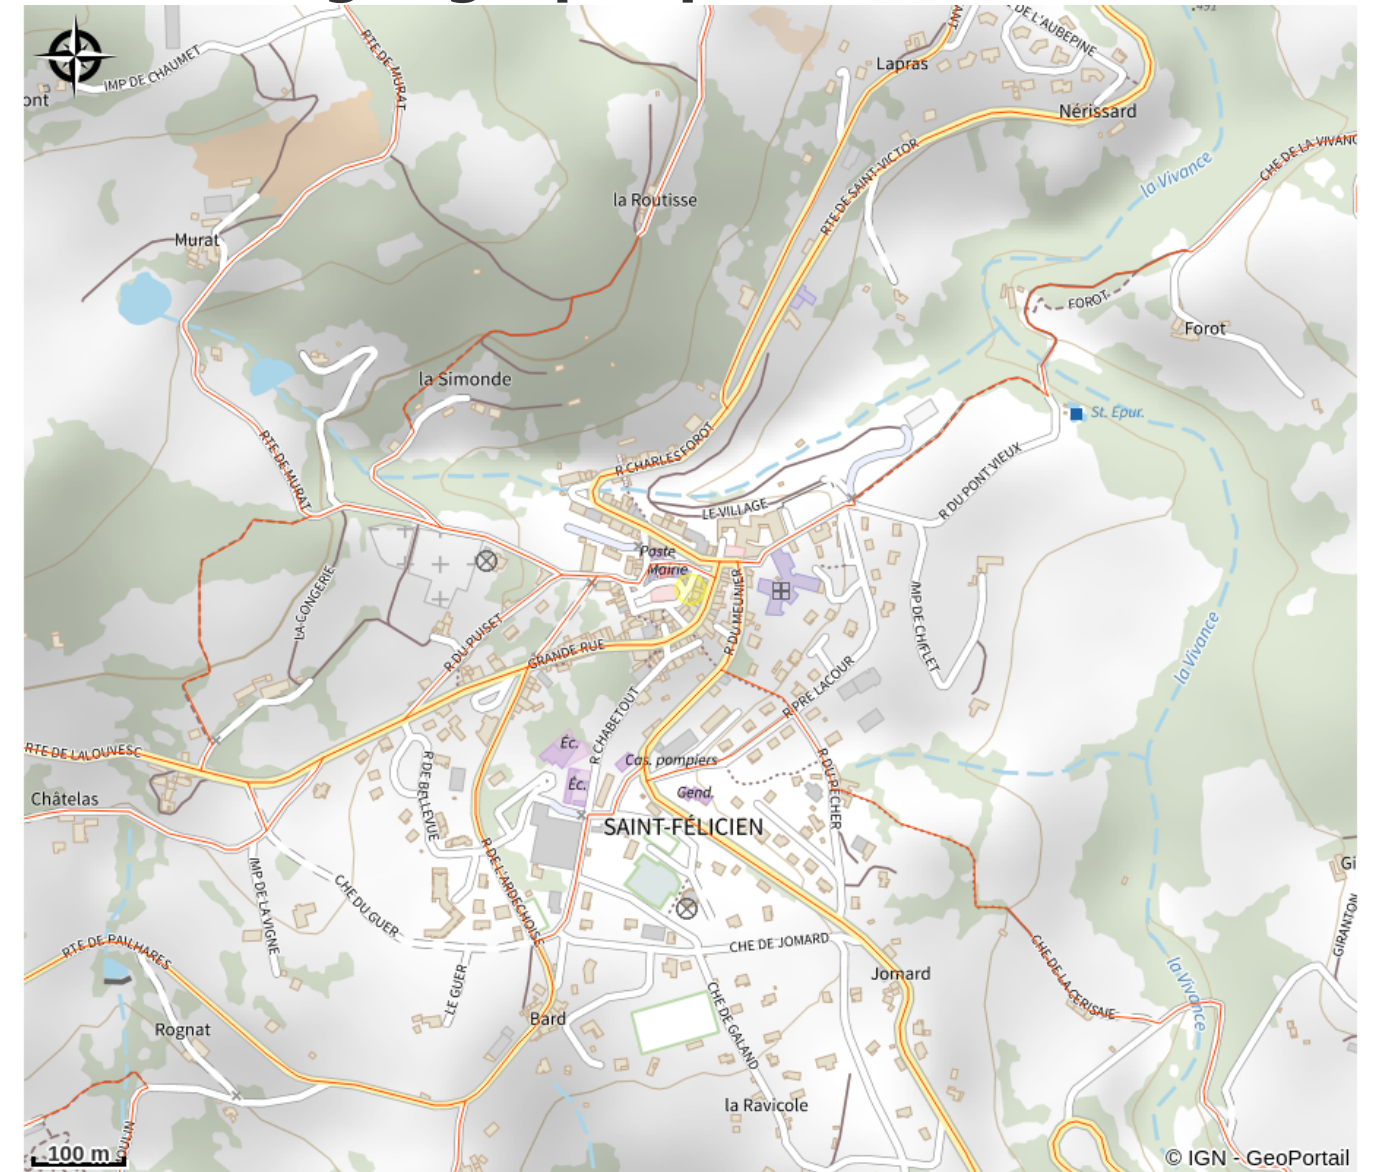 IMP DE CHAUMET
RTE DE MURAT
Lapras
DE L'AUBEPINE
Nérissard
ont
la Vivance
CHE DE LA VIVANC
RTE DE SAINT-VICTOR
la Routisse
Murat
FOROT
Forot
la Simonde
St. Epur.
R CHARLES FOROT
RTE DE MURAT
R DU PONT VIEUX
LE VILLAGE
Poste
Mairie
LA CONGERIE
R DU MEUNIER
IMP DE CHIFLET
R DU PUISET
GRANDE RUE
la Vivance
R PRE LACOUR
R CHABETOUT
RTE DE LALOUVESC
Éc.
Cas. pompiers
Éc.
Gend.
R DE BELLEVUE
R DU PECHER
Châtelas
SAINT-FÉLICIEN
R DE L'ARDECHOISE
IMP DE LA VIGNE
CHE DU GUER
Gi
GIRANTON
RTE DE PAILHARES
CHE DE JOMARD
Jomard
CHE DE LA CERISAIE
la Vivance
LE GUER
CHE DE GALAND
Bard
Rognat
la Ravicole
OULIN
100 m
© IGN - GeoPortail